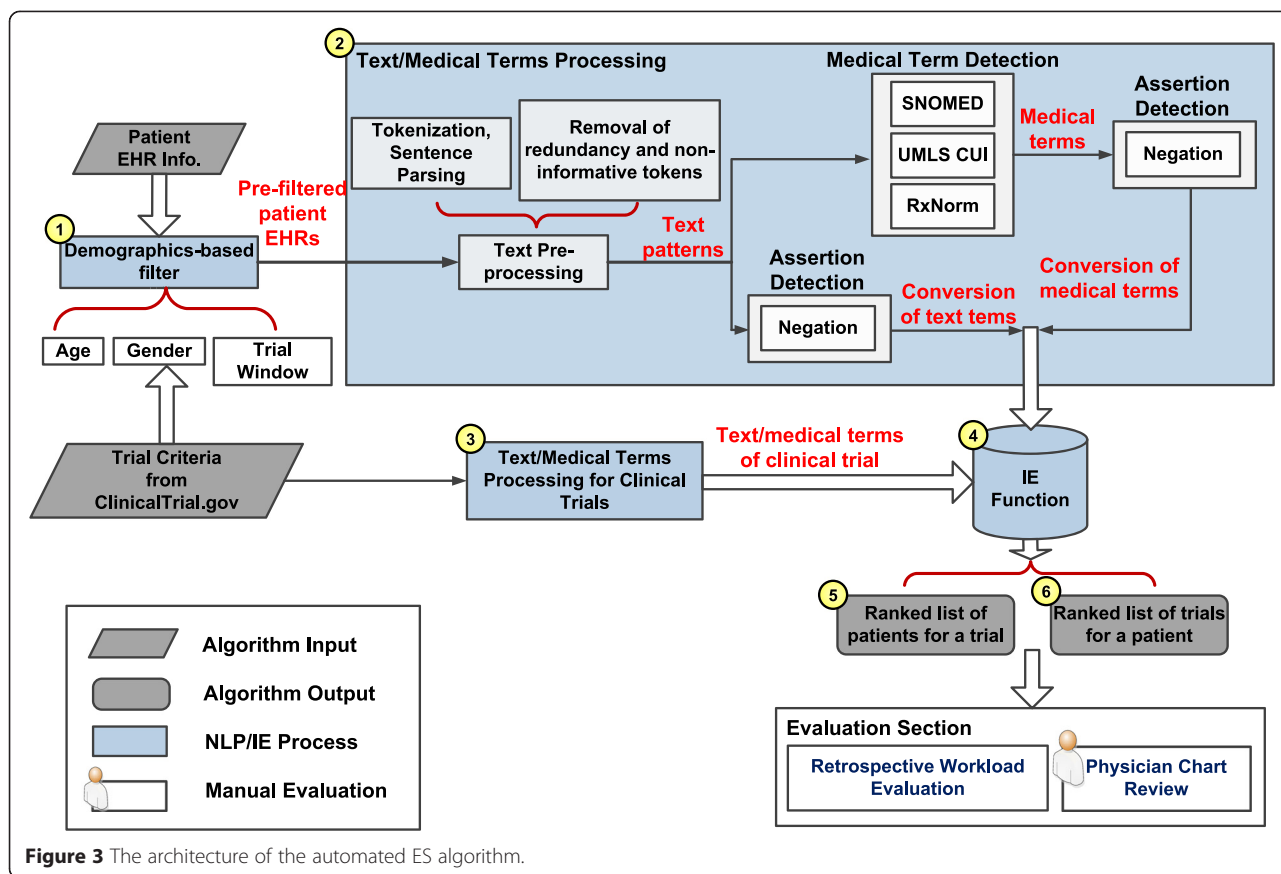 2
Text/Medical Terms Processing
Medical Term Detection
SNOMED
UMLS CUI
RxNorm
Medical
terms
Assertion
Detection
Negation
Tokenization,
Sentence
Parsing
Removal of
redundancy and non-
informative tokens
Patient
EHR Info.
Pre-filtered
patient
EHRs
1
Demographics-based
filter
Text Pre-
processing
Text
patterns
Assertion
Detection
Negation
Conversion
of text tems
Conversion of
medical terms
Age
Gender
Trial
Window
Trial Criteria
from
ClinicalTrial.gov
3
Text/Medical Terms
Processing for Clinical
Trials
Text/medical terms
of clinical trial
4
IE
Function
5
Ranked list of
patients for a trial
6
Ranked list of trials
for a patient
Algorithm Input
Algorithm Output
NLP/IE Process
Manual Evaluation
Evaluation Section
Retrospective Workload
Evaluation
Physician Chart
Review
Figure 3 The architecture of the automated ES algorithm.